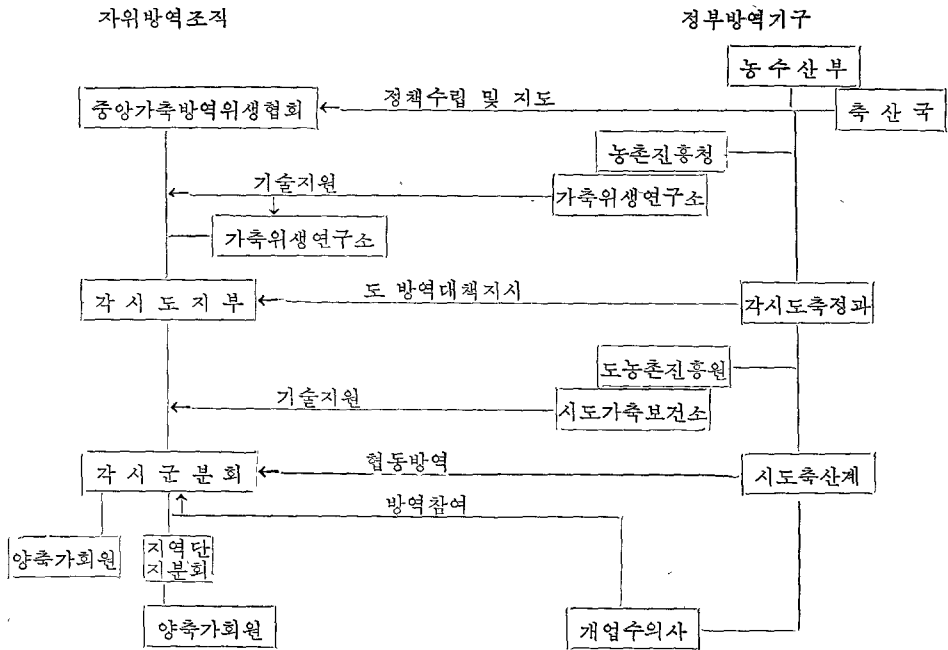 자위방역조직 정부방역기구
농수산부
중앙가축방역위생협회 정책수립 및 지도 축산국
농촌진흥청
기술지원 가축위생연구소
가축위생연구소
각시도지부 도 방역대책지시 각시도축정과
도농촌진흥원
기술지원 시도가축보건소
각시군분회 협동방역 시도축산계
방역참여
양축가회원 지역단
지분회
양축가회원 개업수의사